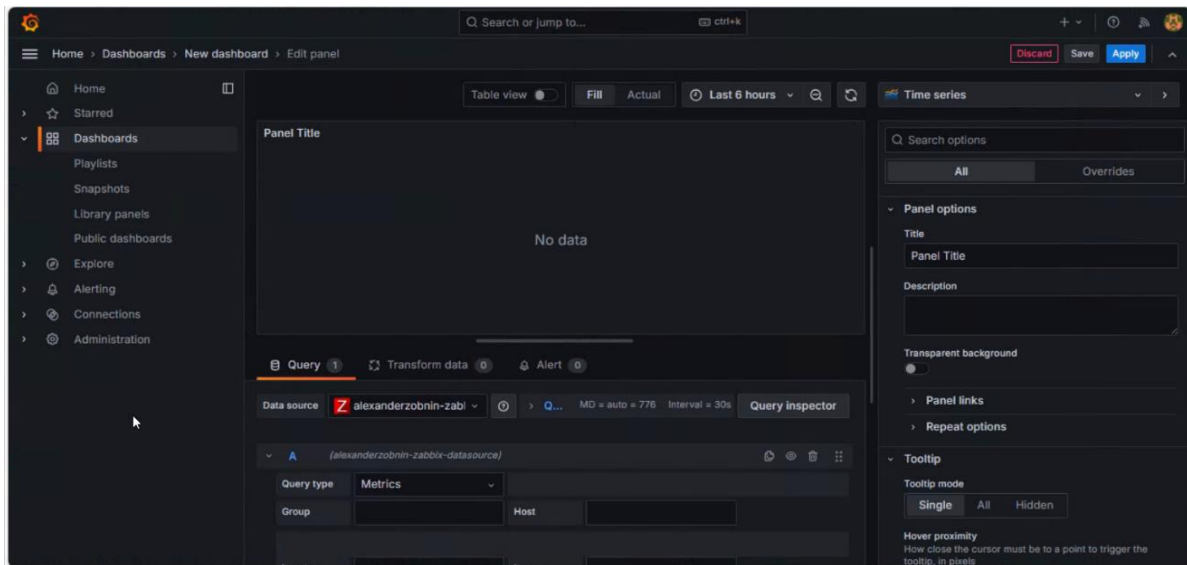 Search or jump to... ctrl+k
Home › Dashboards › New dashboard › Edit panel Discard Save Apply
Home
Starred
Dashboards
Playlists
Snapshots
Library panels
Public dashboards
Explore
Alerting
Connections
Administration
Table view Fill Actual Last 6 hours
Panel Title
No data
Query 1 Transform data 0 Alert 0
Data source Z alexanderzobnin-zabl Q... MD = auto = 776 Interval = 30s Query inspector
A (alexanderzobnin-zabbix-datasource)
Query type Metrics
Group Host
Time series
Search options
All Overrides
Panel options
Title
Panel Title
Description
Transparent background
Panel links
Repeat options
Tooltip
Tooltip mode
Single All Hidden
Hover proximity
How close the cursor must be to a point to trigger the
tooltip, in pixels